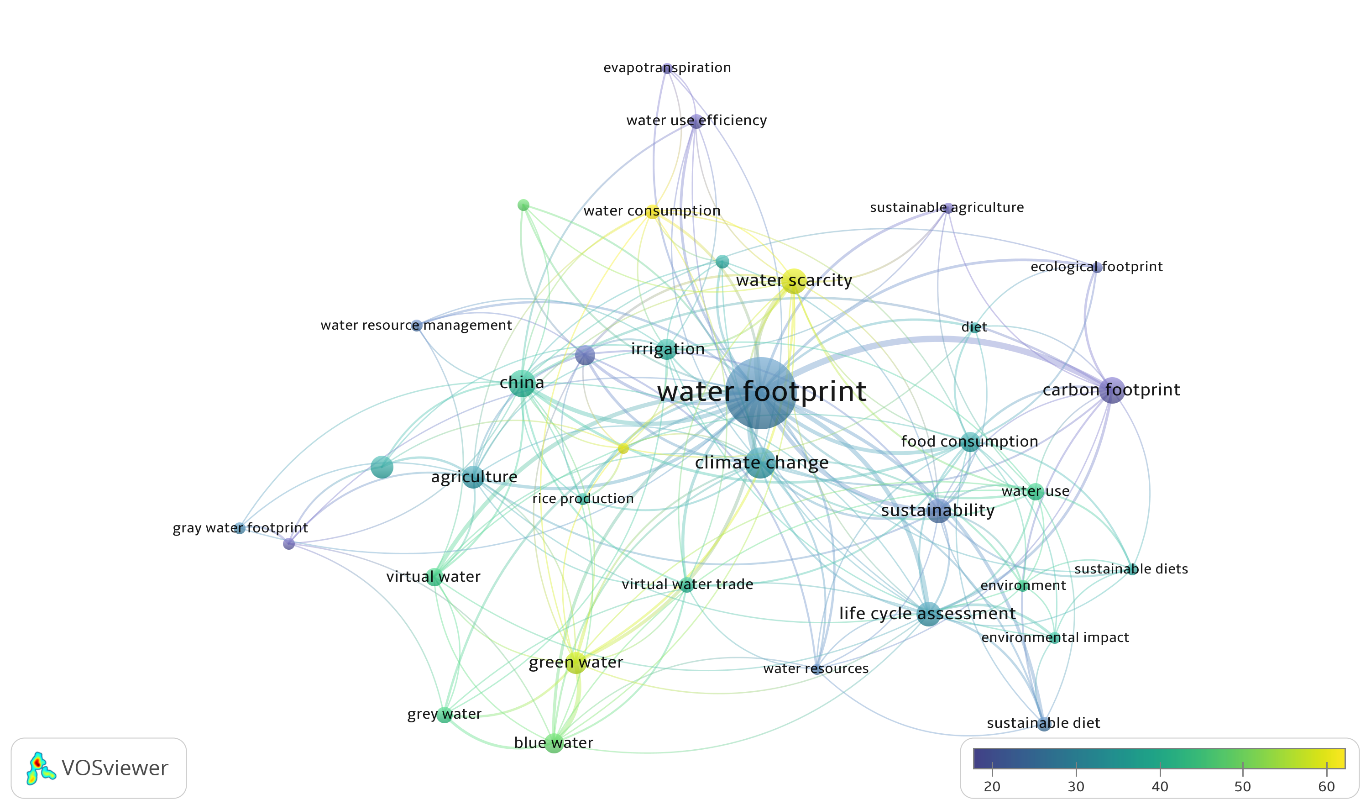 evapotranspiration
water use efficiency
sustainable agriculture
water consumption
ecological footprint
water scarcity
water resource management
diet
irrigation
china
water footprint
carbon footprint
food consumption
climate change
agriculture
water use
rice production
sustainability
gray water footprint
sustainable diets
virtual water
virtual water trade
environment
life cycle assessment
environmental impact
green water
water resources
grey water
sustainable diet
blue water
VOSviewer
20 30 40 50 60